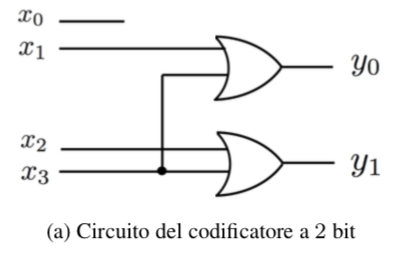 x₀
x₁
y₀
x₂
x₃
y₁
(a) Circuito del codificatore a 2 bit